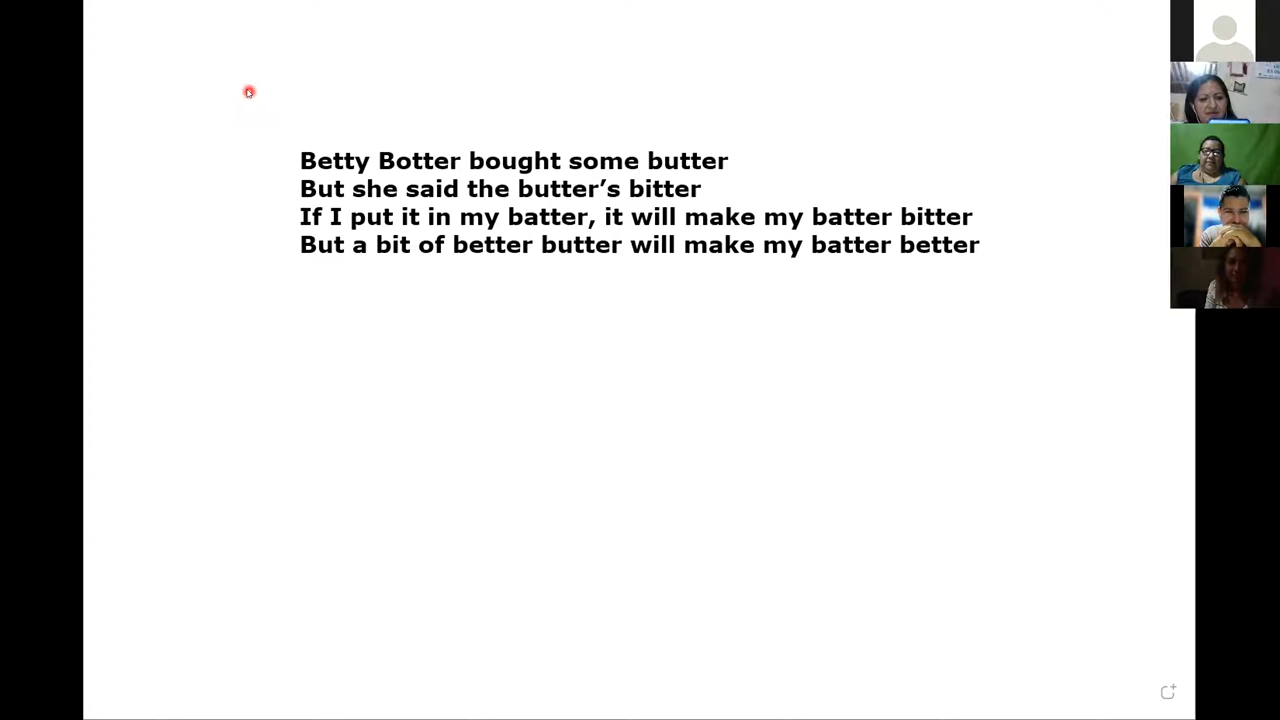 Betty Botter bought some butter
But she said the butter’s bitter
If I put it in my batter, it will make my batter bitter
But a bit of better butter will make my batter better